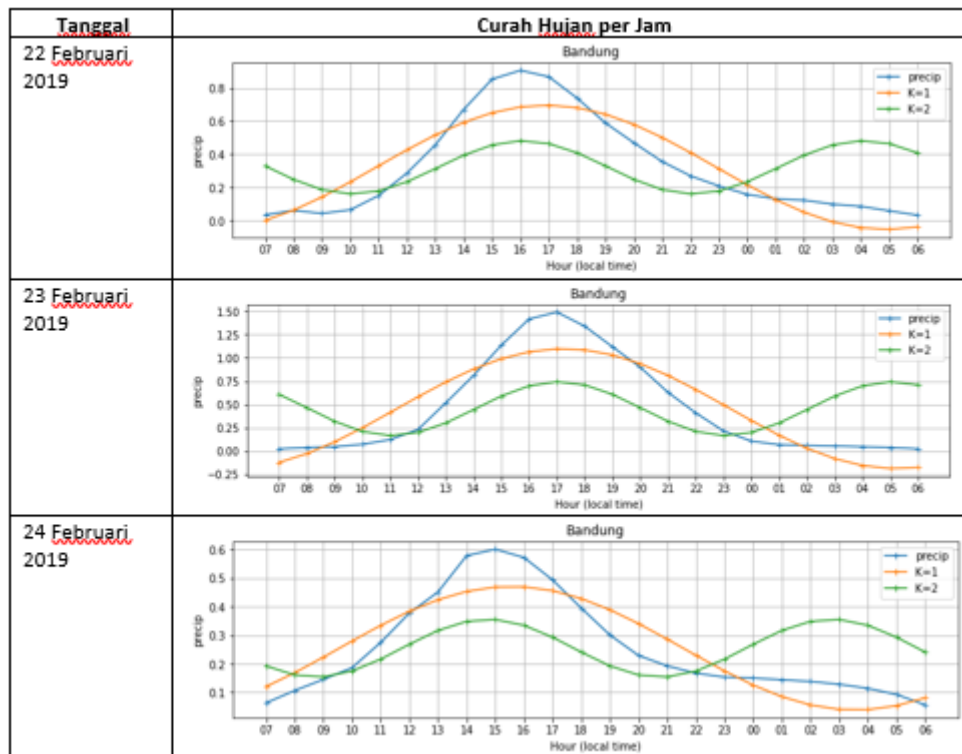 Tanggal
Curah Hujan per Jam
22 Februari
2019
Bandung
precip
K=1
K=2
0.8
0.6
0.4
0.2
0.0
precip
07 08 09 10 11 12 13 14 15 16 17 18 19 20 21 22 23 00 01 02 03 04 05 06
Hour (local time)
23 Februari
2019
Bandung
precip
K=1
K=2
1.50
1.25
1.00
0.75
0.50
0.25
0.00
-0.25
precip
07 08 09 10 11 12 13 14 15 16 17 18 19 20 21 22 23 00 01 02 03 04 05 06
Hour (local time)
24 Februari
2019
Bandung
precip
K=1
K=2
0.6
0.5
0.4
0.3
0.2
0.1
precip
07 08 09 10 11 12 13 14 15 16 17 18 19 20 21 22 23 00 01 02 03 04 05 06
Hour (local time)